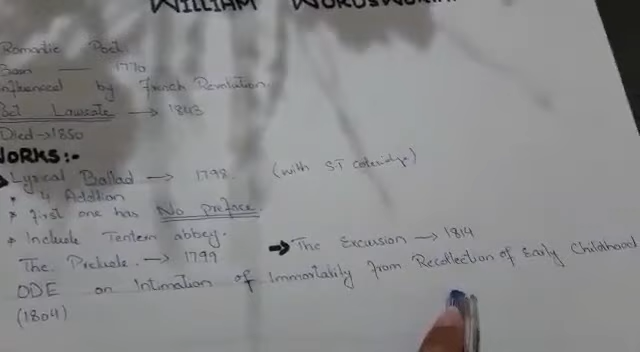 WILLIAM WORDSWORTH
Romantic Poet.
Born — 1770
influenced by French Revolution.
Poet Laureate → 1843
Died → 1850
WORKS:-
Lyrical Ballad → 1798. (with S.T Coleridge)
* 4 Addition
* first one has No preface.
* Include Tentern abbey.
The Prelude. → 1799 → The Excursion → 1814
ODE on Intimation of Immortality from Recollection of Early Childhood
(1804)